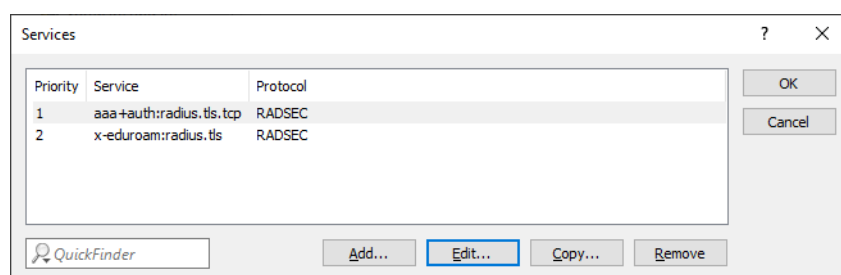 Services
?
Priority Service Protocol
OK
1 aaa+auth:radius.tls.tcp RADSEC
2 x-eduroam:radius.tls RADSEC
Cancel
QuickFinder
Add... Edit... Copy... Remove